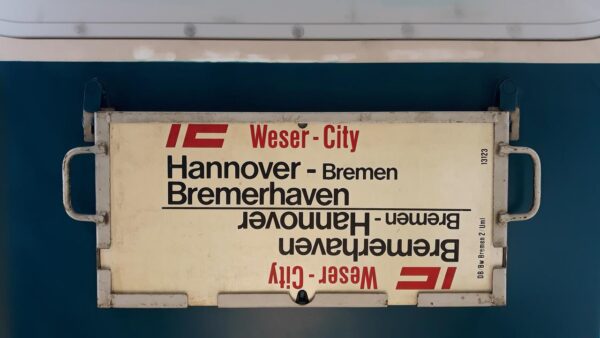 IC Weser-City
Hannover - Bremen
Bremerhaven
Bremen - Hannover
Bremerhaven
IC Weser-City
13123
DB Bw Bremen 2 Uml